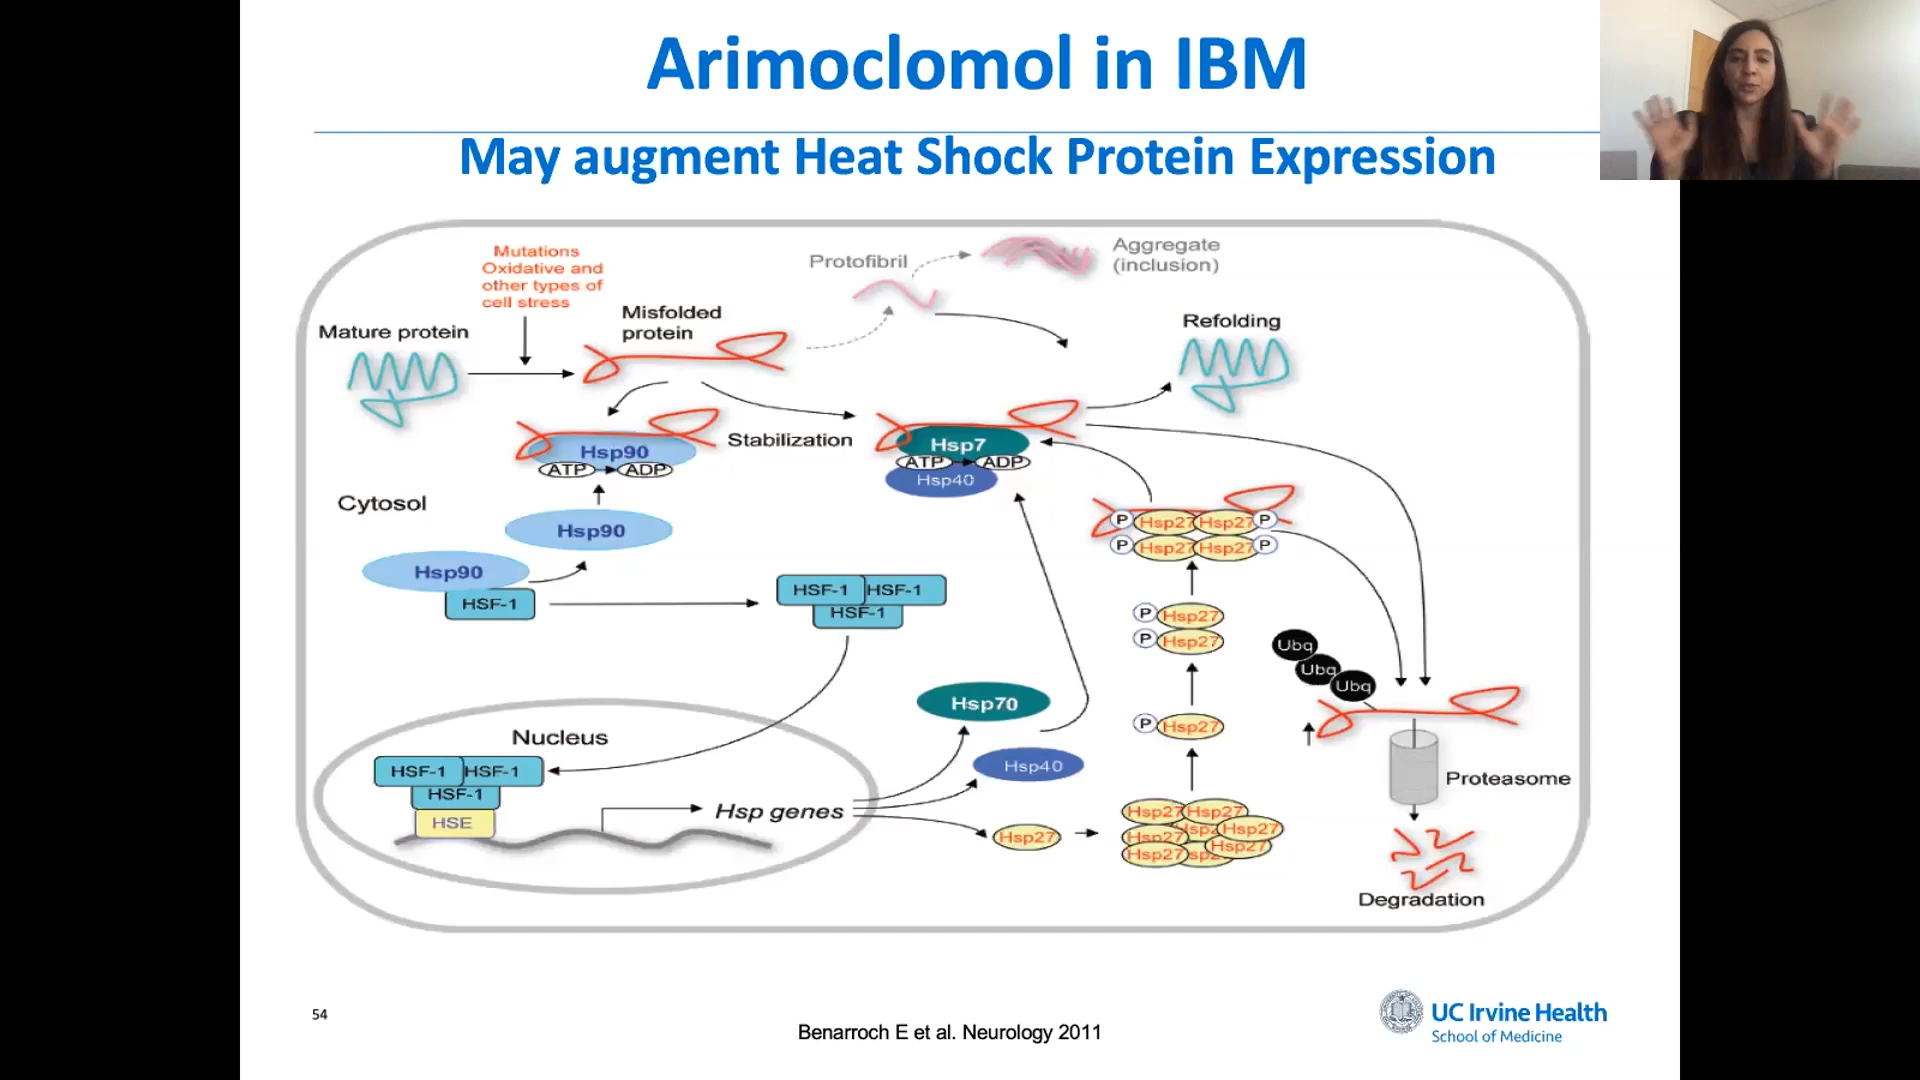 Arimoclomol in IBM
May augment Heat Shock Protein Expression
Mutations
Oxidative and
other types of
cell stress
Mature protein
Misfolded
protein
Protofibril
Aggregate
(inclusion)
Refolding
Hsp90
ATP
ADP
Stabilization
Hsp7
ATP
ADP
Hsp40
Cytosol
Hsp90
Hsp90
HSF-1
HSF-1
HSF-1
HSF-1
P
Hsp27
Hsp27
P
P
Hsp27
Hsp27
P
P
Hsp27
P
Hsp27
P
Hsp27
Ubq
Ubq
Ubq
Hsp70
Hsp40
Nucleus
HSF-1
HSF-1
HSF-1
HSE
Hsp genes
Hsp27
Hsp27
Hsp27
Hsp27
Hsp27
Hsp27
Hsp27
Proteasome
Degradation
54
Benarroch E et al. Neurology 2011
UC Irvine Health
School of Medicine